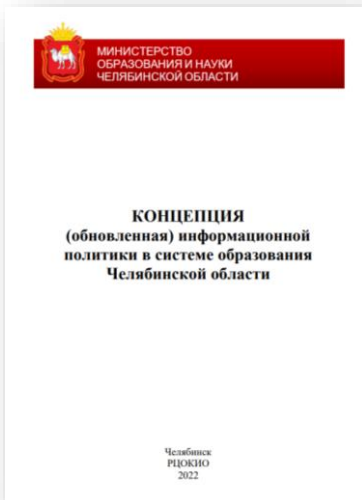 МИНИСТЕРСТВО
ОБРАЗОВАНИЯ И НАУКИ
ЧЕЛЯБИНСКОЙ ОБЛАСТИ
КОНЦЕПЦИЯ
(обновленная) информационной
политики в системе образования
Челябинской области
Челябинск
РЦОКИО
2022